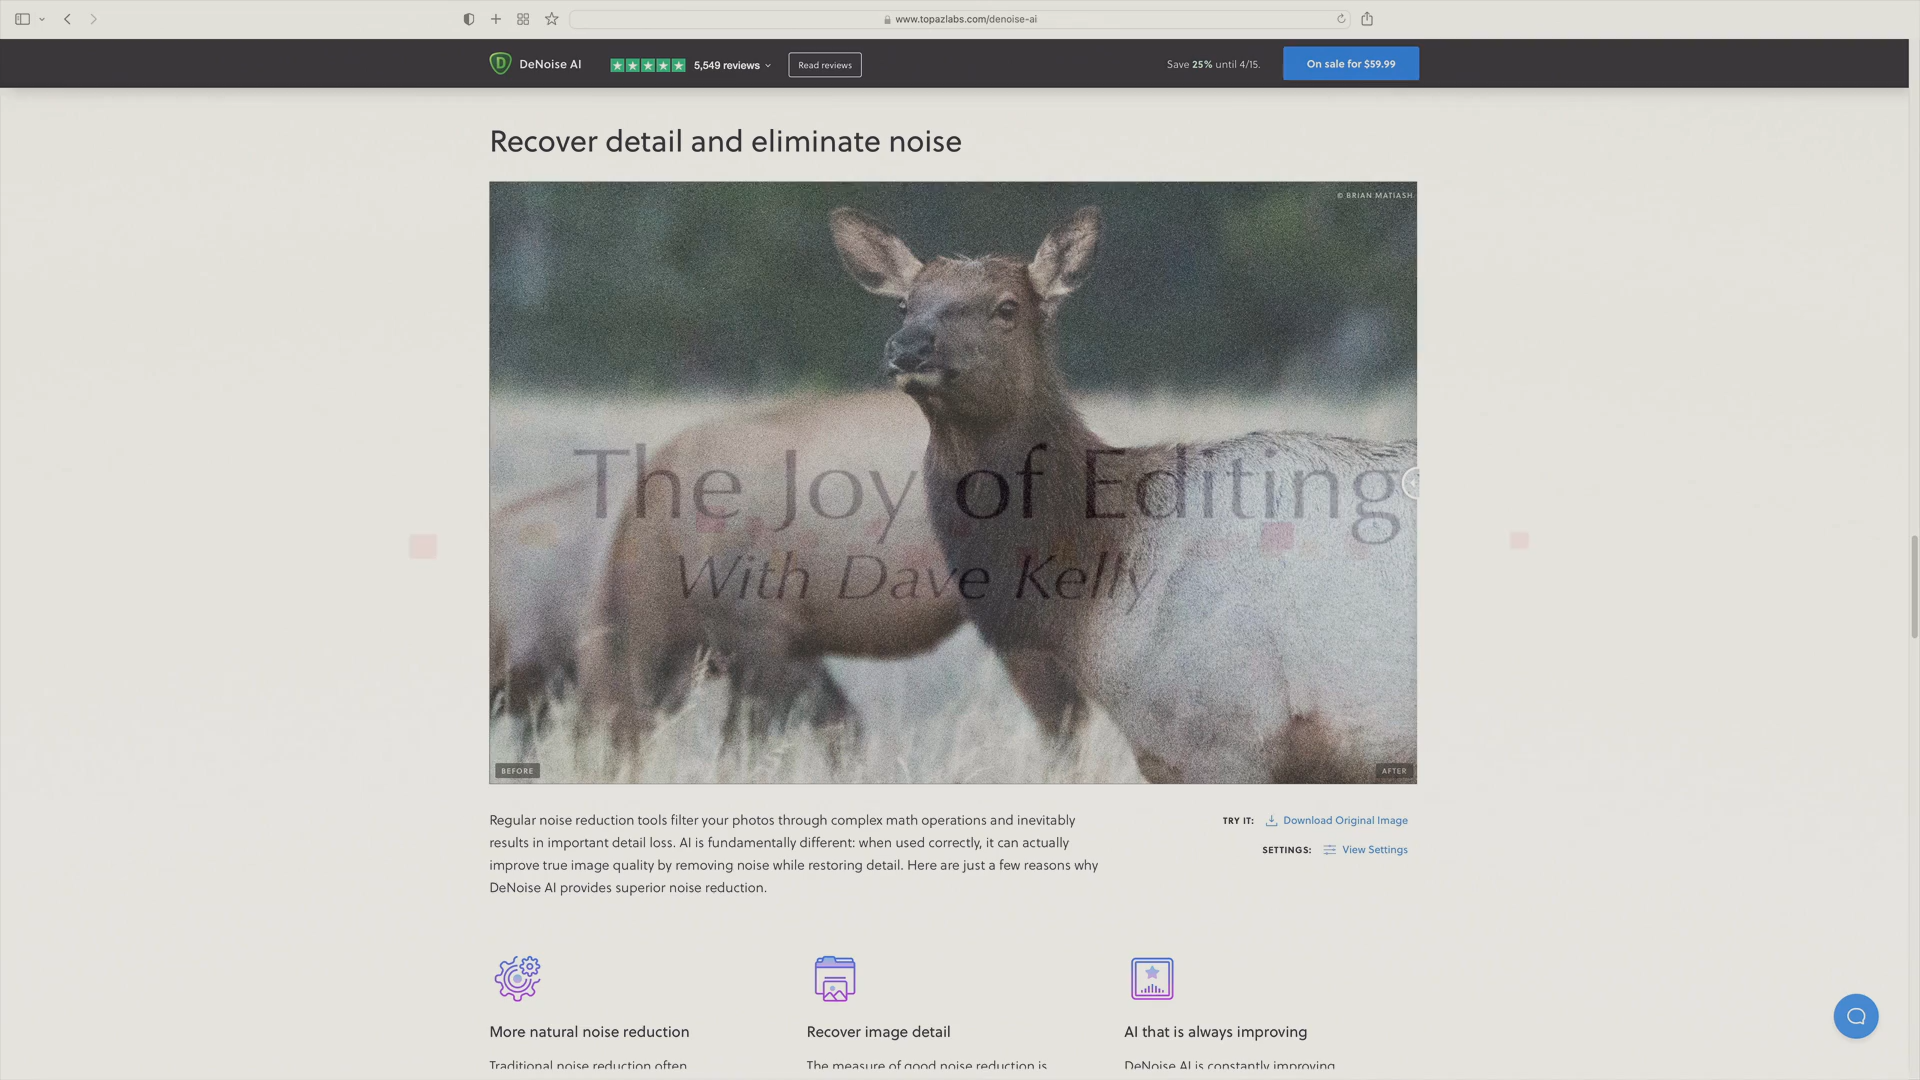 www.topazlabs.com/denoise-ai
DeNoise AI
5,549 reviews
Read reviews
Save 25% until 4/15.
On sale for $59.99
Recover detail and eliminate noise
© BRIAN MATIASH
The Joy of Editing
With Dave Kelly
BEFORE
AFTER
Regular noise reduction tools filter your photos through complex math operations and inevitably
results in important detail loss. AI is fundamentally different: when used correctly, it can actually
improve true image quality by removing noise while restoring detail. Here are just a few reasons why
DeNoise AI provides superior noise reduction.
TRY IT: Download Original Image
SETTINGS: View Settings
More natural noise reduction
Recover image detail
AI that is always improving
Traditional noise reduction often
The measure of good noise reduction is
DeNoise AI is constantly improving